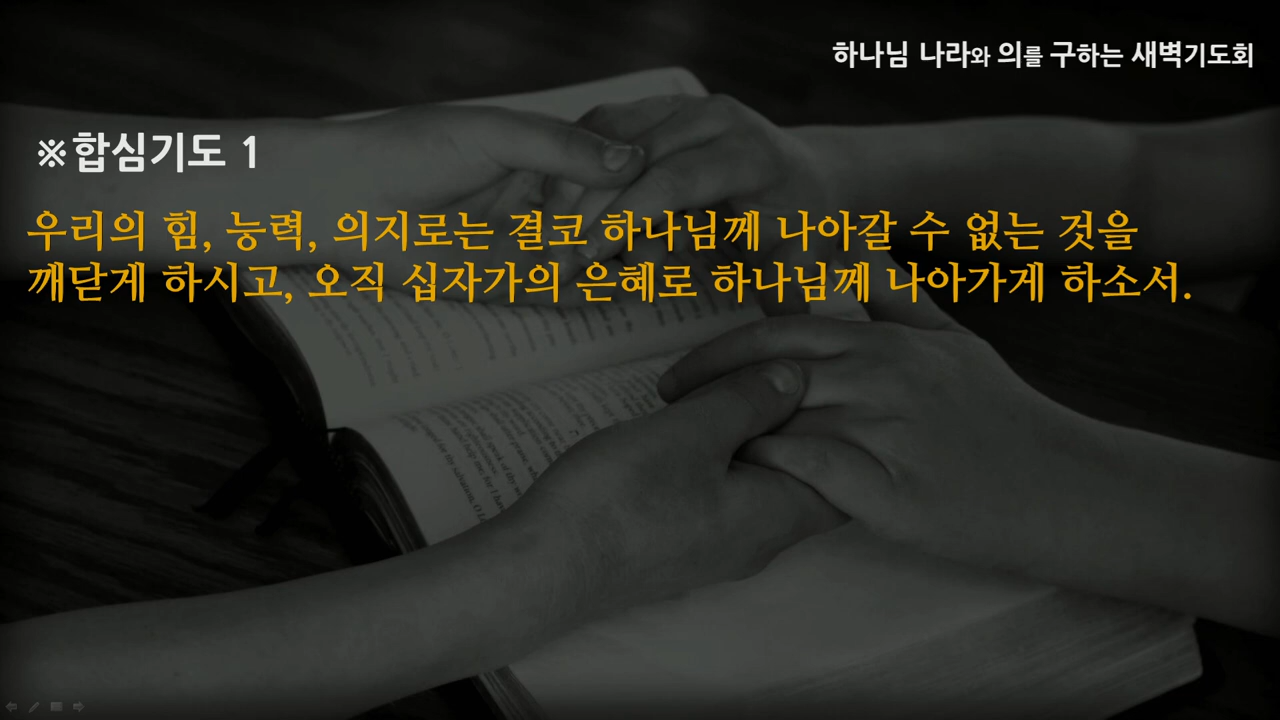 하나님 나라와 의를 구하는 새벽기도회
※합심기도 1
우리의 힘, 능력, 의지로는 결코 하나님께 나아갈 수 없는 것을
깨닫게 하시고, 오직 십자가의 은혜로 하나님께 나아가게 하소서.